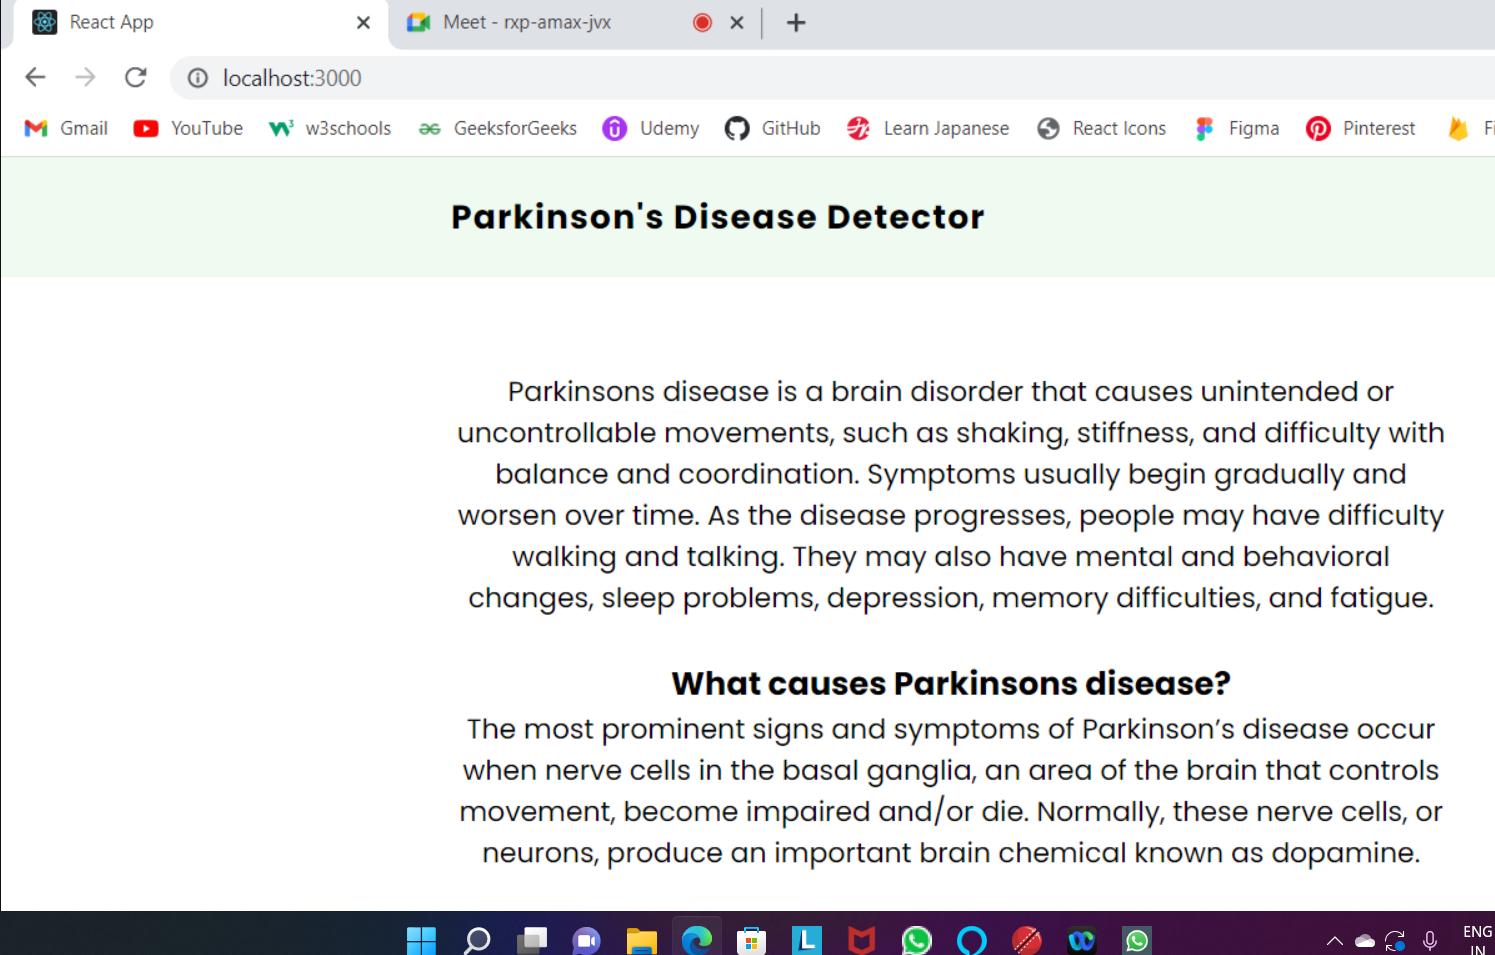 React App
Meet - rxp-amax-jvx
localhost:3000
Gmail
YouTube
w3schools
GeeksforGeeks
Udemy
GitHub
Learn Japanese
React Icons
Figma
Pinterest
Parkinson's Disease Detector
Parkinsons disease is a brain disorder that causes unintended or
uncontrollable movements, such as shaking, stiffness, and difficulty with
balance and coordination. Symptoms usually begin gradually and
worsen over time. As the disease progresses, people may have difficulty
walking and talking. They may also have mental and behavioral
changes, sleep problems, depression, memory difficulties, and fatigue.
What causes Parkinsons disease?
The most prominent signs and symptoms of Parkinson’s disease occur
when nerve cells in the basal ganglia, an area of the brain that controls
movement, become impaired and/or die. Normally, these nerve cells, or
neurons, produce an important brain chemical known as dopamine.
ENG
IN